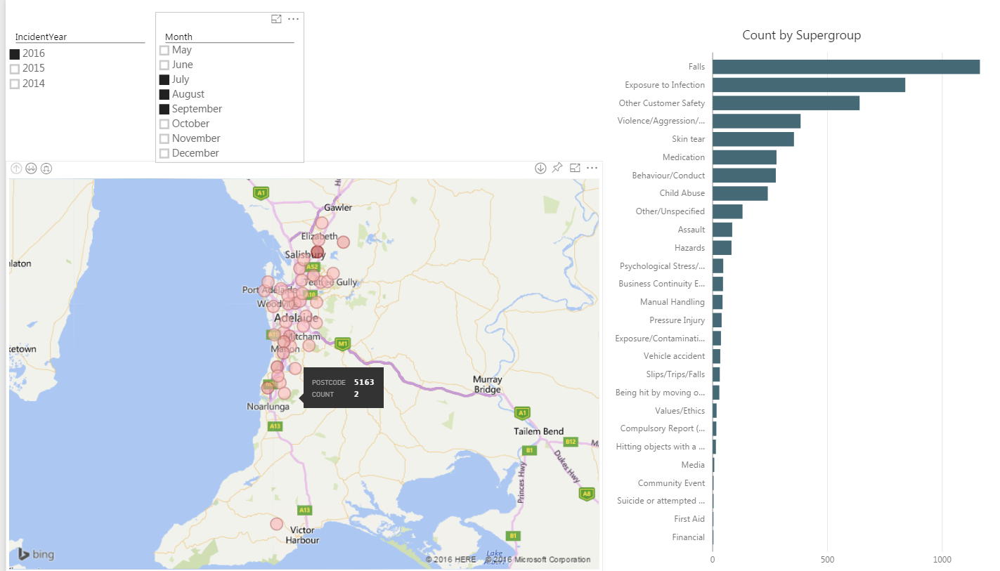 IncidentYear
2016
2015
2014
Month
May
June
July
August
September
October
November
December
A1
Gawler
Elizabeth
Salisbury
A52
Teatree Gully
Port Adelaide
A10
Woodville
Adelaide
Mitcham
Marion
M1
laton
ketown
POSTCODE 5163
COUNT 2
Noarlunga
A13
Murray
Bridge
A1
Tailem Bend
B12
B1
Princes Hwy
Dukes Hwy
A8
A13
Victor
Harbour
B1
Lake
bing
© 2016 HERE © 2016 Microsoft Corporation
Count by Supergroup
Falls
Exposure to Infection
Other Customer Safety
Violence/Aggression/...
Skin tear
Medication
Behaviour/Conduct
Child Abuse
Other/Unspecified
Assault
Hazards
Psychological Stress/...
Business Continuity E...
Manual Handling
Pressure Injury
Exposure/Contaminati...
Vehicle accident
Slips/Trips/Falls
Being hit by moving o...
Values/Ethics
Compulsory Report (...
Hitting objects with a ...
Media
Community Event
Suicide or attempted ...
First Aid
Financial
0 500 1000